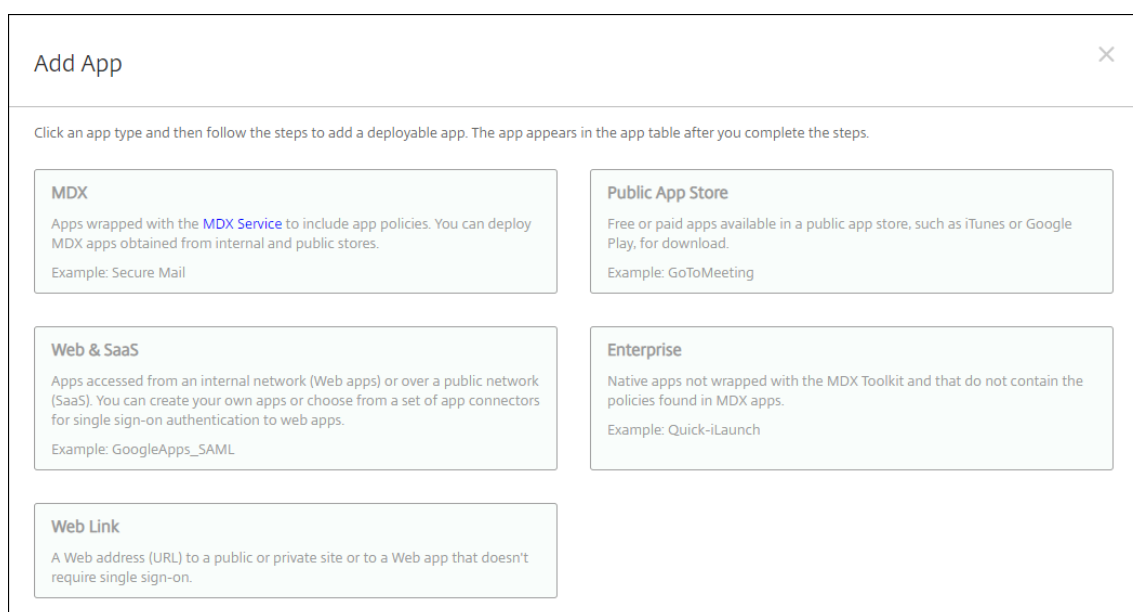 Add App
Click an app type and then follow the steps to add a deployable app. The app appears in the app table after you complete the steps.
MDX
Apps wrapped with the MDX Service to include app policies. You can deploy
MDX apps obtained from internal and public stores.
Example: Secure Mail
Public App Store
Free or paid apps available in a public app store, such as iTunes or Google
Play, for download.
Example: GoToMeeting
Web & SaaS
Apps accessed from an internal network (Web apps) or over a public network
(SaaS). You can create your own apps or choose from a set of app connectors
for single sign-on authentication to web apps.
Example: GoogleApps_SAML
Enterprise
Native apps not wrapped with the MDX Toolkit and that do not contain the
policies found in MDX apps.
Example: Quick-iLaunch
Web Link
A Web address (URL) to a public or private site or to a Web app that doesn't
require single sign-on.